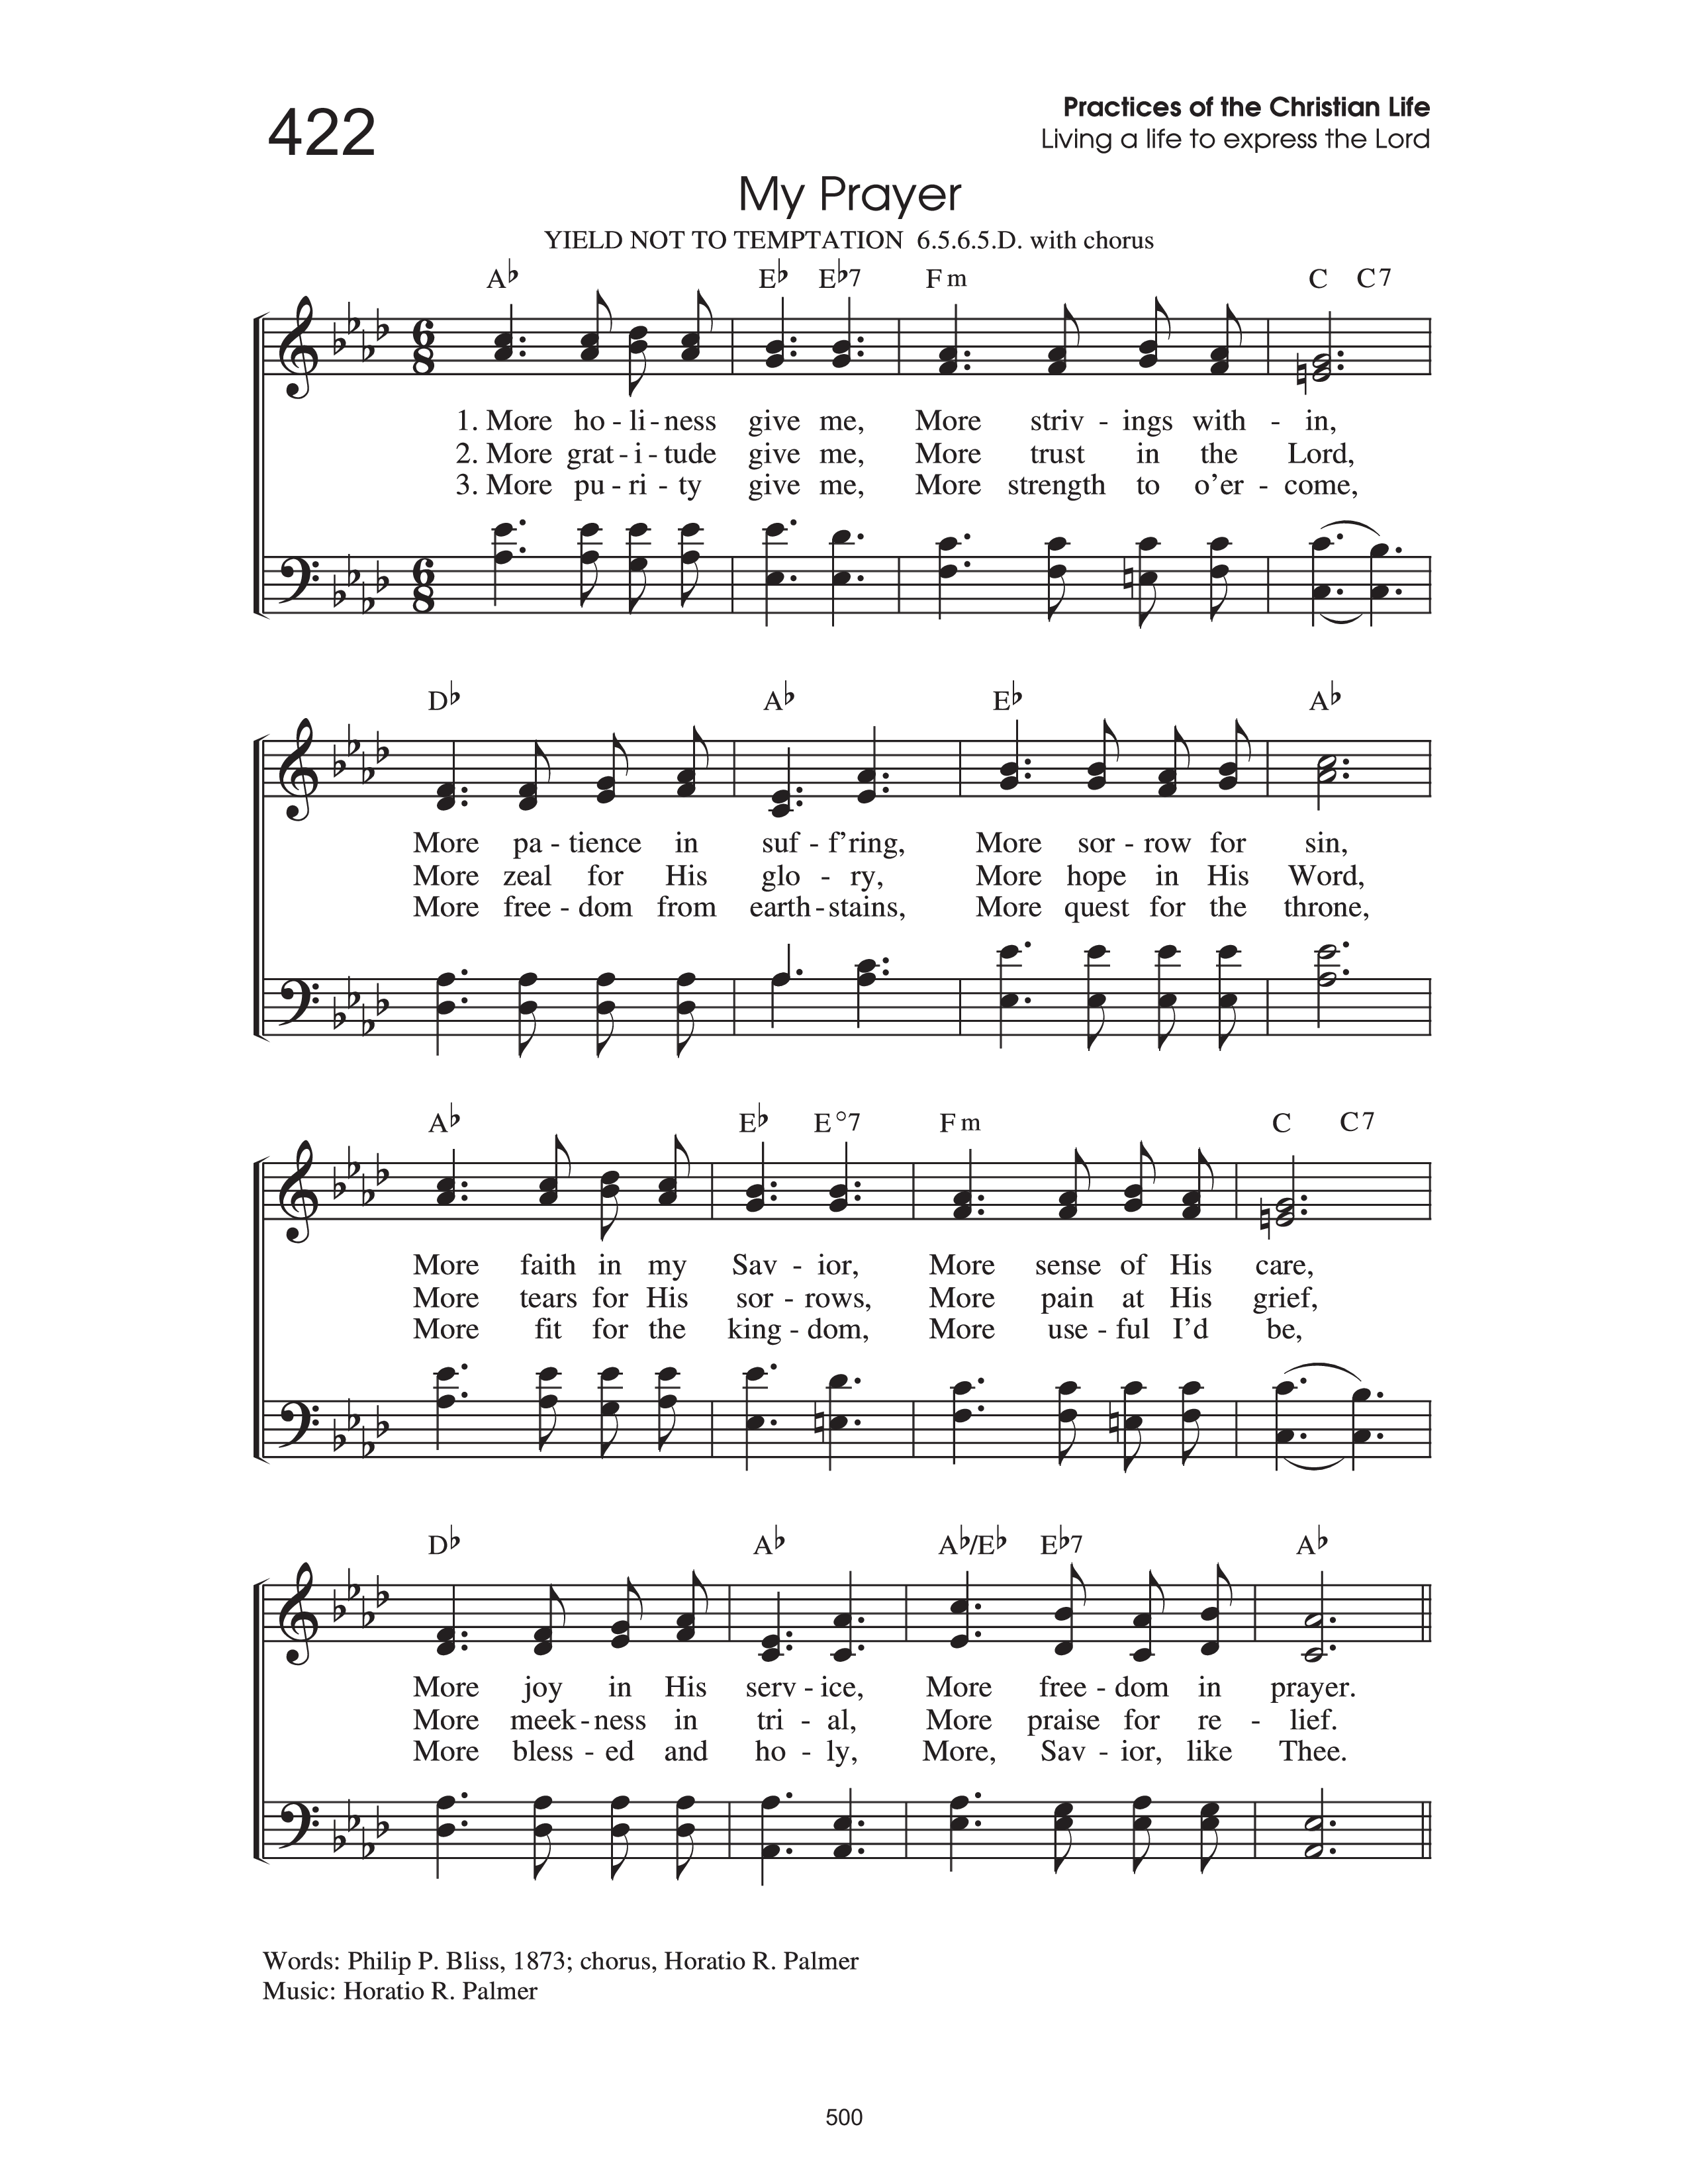 422
Practices of the Christian Life
Living a life to express the Lord
My Prayer
YIELD NOT TO TEMPTATION 6.5.6.5.D. with chorus
A♭ E♭ E♭7 Fm C C7
6 8
1. More ho - li - ness give me, More striv - ings with - in,
2. More grat - i - tude give me, More trust in the Lord,
3. More pu - ri - ty give me, More strength to o’er - come,
6 8
D♭ A♭ E♭ A♭
More pa - tience in suf - f’ring, More sor - row for sin,
More zeal for His glo - ry, More hope in His Word,
More free - dom from earth - stains, More quest for the throne,
A♭ E♭ E°7 Fm C C7
More faith in my Sav - ior, More sense of His care,
More tears for His sor - rows, More pain at His grief,
More fit for the king - dom, More use - ful I’d be,
D♭ A♭ A♭/E♭ E♭7 A♭
More joy in His serv - ice, More free - dom in prayer.
More meek - ness in tri - al, More praise for re - lief.
More bless - ed and ho - ly, More, Sav - ior, like Thee.
Words: Philip P. Bliss, 1873; chorus, Horatio R. Palmer
Music: Horatio R. Palmer
500